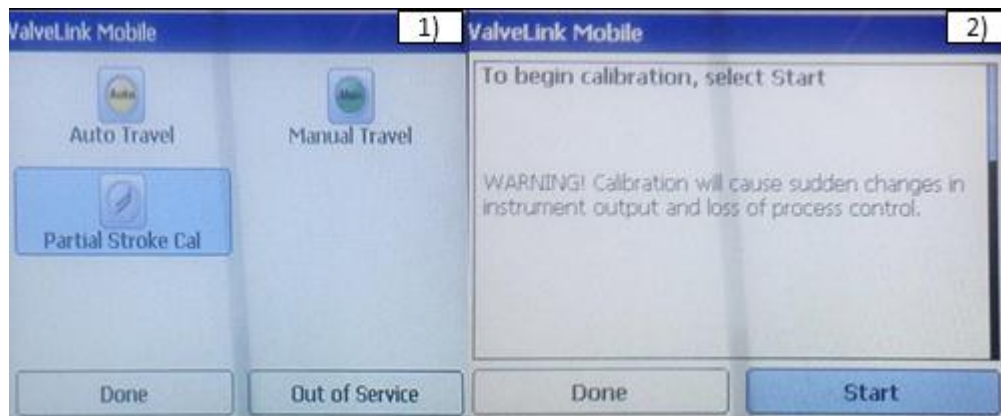 ValveLink Mobile
1)
Auto
Auto Travel
Man
Manual Travel
Partial Stroke Cal
Done
Out of Service
ValveLink Mobile
2)
To begin calibration, select Start
WARNING! Calibration will cause sudden changes in
instrument output and loss of process control.
Done
Start